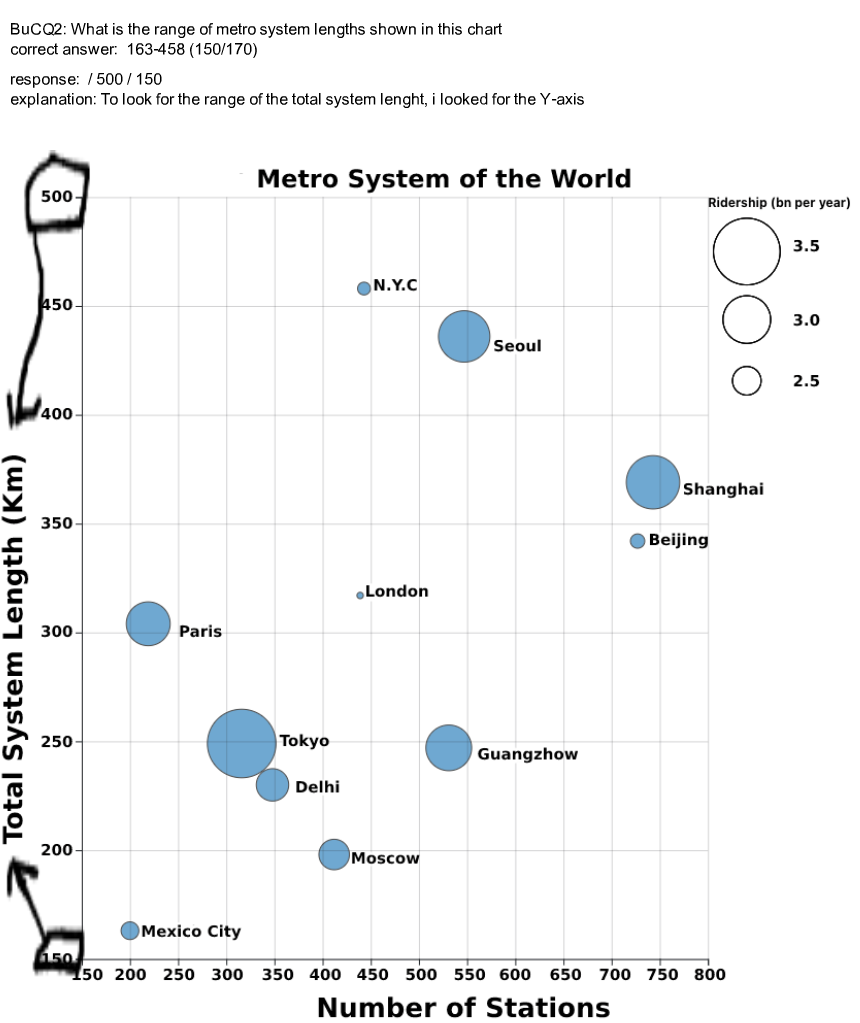 BuCQ2: What is the range of metro system lengths shown in this chart
correct answer:  163-458 (150/170)
response:  / 500 / 150
explanation: To look for the range of the total system lenght, i looked for the Y-axis
Metro System of the World
Ridership (bn per year)
3.5
3.0
2.5
Total System Length (Km)
500
450
400
350
300
250
200
150
N.Y.C
Seoul
Shanghai
Beijing
London
Paris
Tokyo
Guangzhow
Delhi
Moscow
Mexico City
150 200 250 300 350 400 450 500 550 600 650 700 750 800
Number of Stations